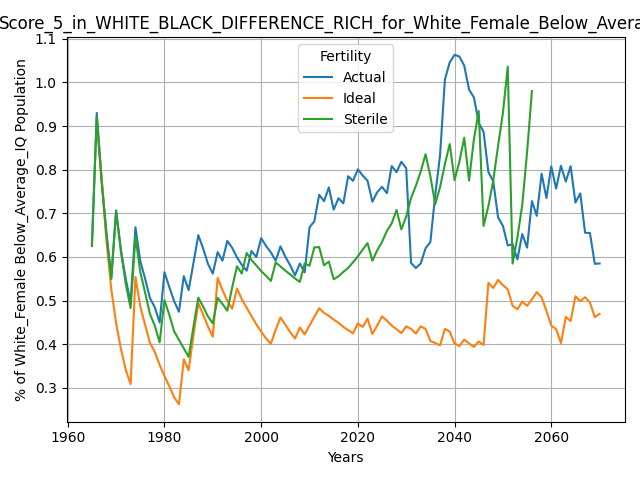 Score_5_in_WHITE_BLACK_DIFFERENCE_RICH_for_White_Female_Below_Avera
% of White_Female Below_Average_IQ Population
1.1
1.0
0.9
0.8
0.7
0.6
0.5
0.4
0.3
Fertility
Actual
Ideal
Sterile
1960
1980
2000
2020
2040
2060
Years